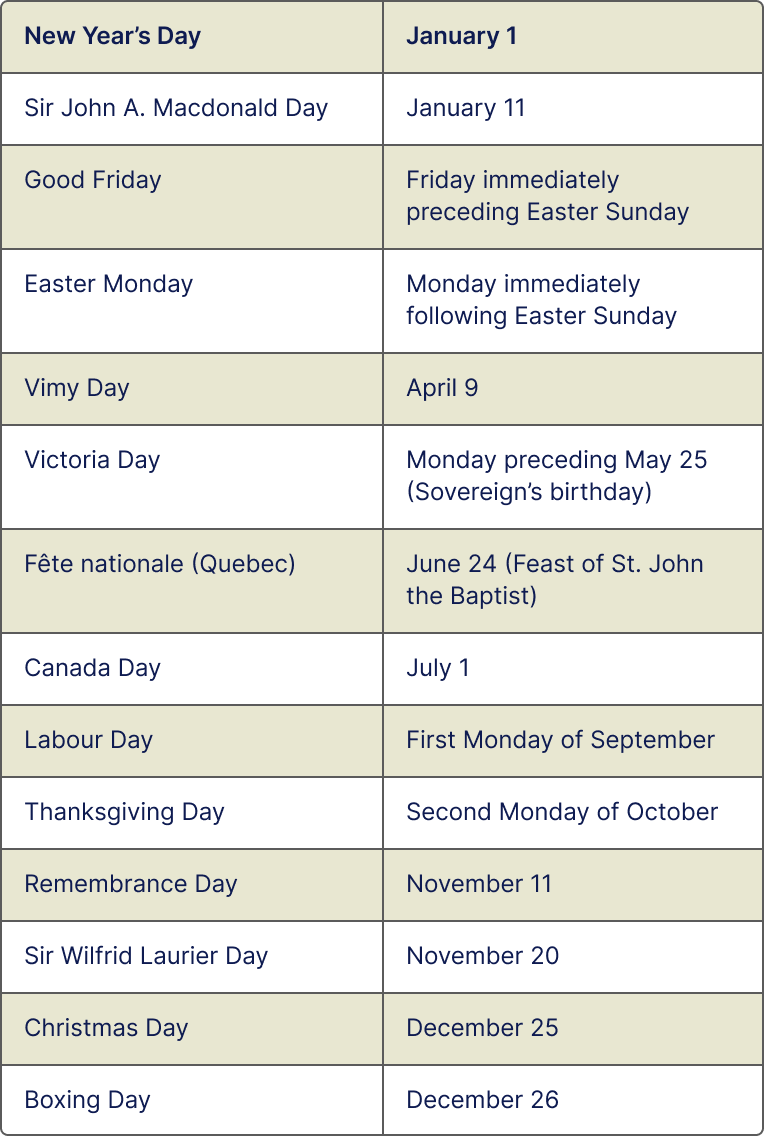 New Year’s Day
January 1
Sir John A. Macdonald Day
January 11
Good Friday
Friday immediately
preceding Easter Sunday
Easter Monday
Monday immediately
following Easter Sunday
Vimy Day
April 9
Victoria Day
Monday preceding May 25
(Sovereign’s birthday)
Fête nationale (Quebec)
June 24 (Feast of St. John
the Baptist)
Canada Day
July 1
Labour Day
First Monday of September
Thanksgiving Day
Second Monday of October
Remembrance Day
November 11
Sir Wilfrid Laurier Day
November 20
Christmas Day
December 25
Boxing Day
December 26